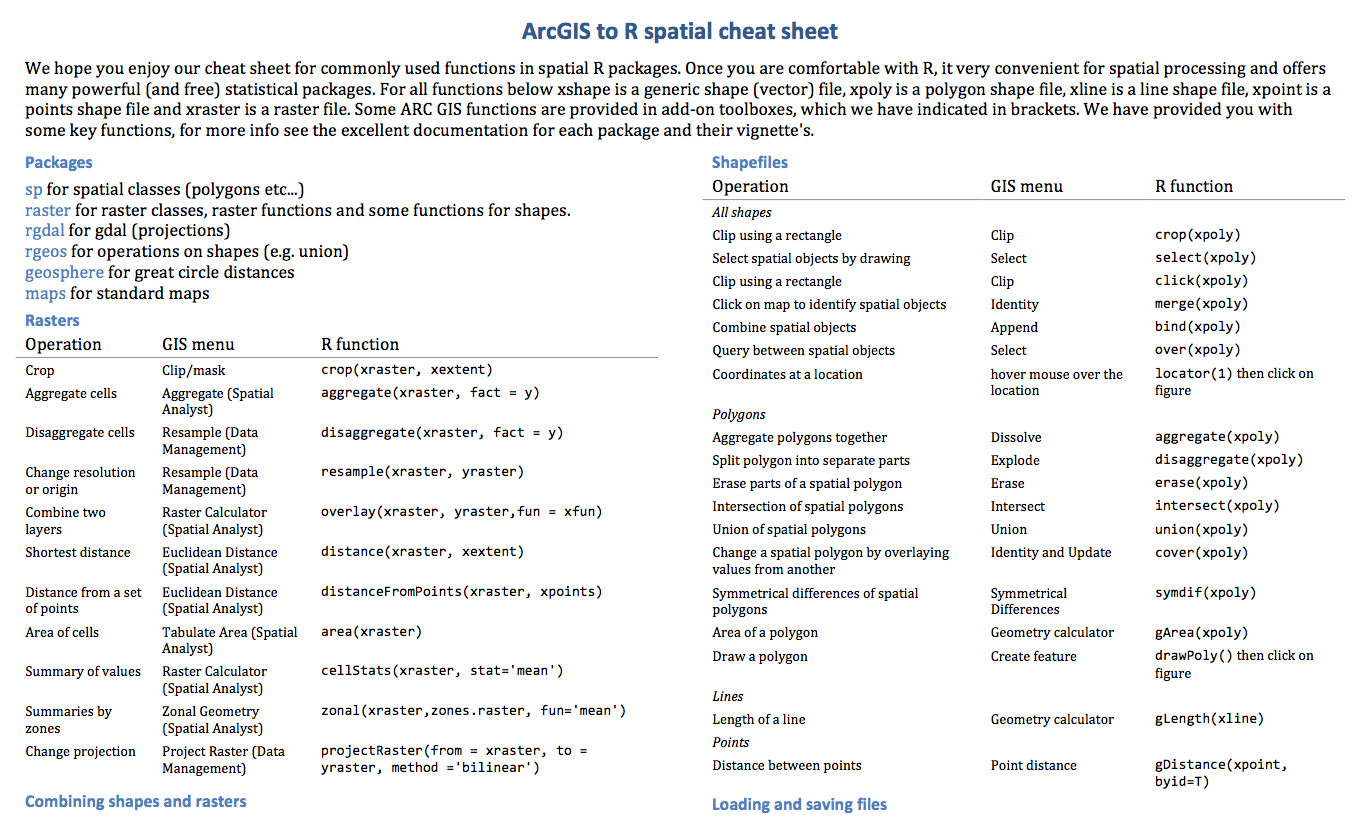 ArcGIS to R spatial cheat sheet
We hope you enjoy our cheat sheet for commonly used functions in spatial R packages. Once you are comfortable with R, it very convenient for spatial processing and offers
many powerful (and free) statistical packages. For all functions below xshape is a generic shape (vector) file, xpoly is a polygon shape file, xline is a line shape file, xpoint is a
points shape file and xraster is a raster file. Some ARC GIS functions are provided in add-on toolboxes, which we have indicated in brackets. We have provided you with
some key functions, for more info see the excellent documentation for each package and their vignette's.
Packages
sp for spatial classes (polygons etc...)
raster for raster classes, raster functions and some functions for shapes.
rgdal for gdal (projections)
rgeos for operations on shapes (e.g. union)
geosphere for great circle distances
maps for standard maps
Rasters
Operation GIS menu R function
Crop Clip/mask crop(xraster, xextent)
Aggregate cells Aggregate (Spatial aggregate(xraster, fact = y)
Analyst)
Disaggregate cells Resample (Data disaggregate(xraster, fact = y)
Management)
Change resolution Resample (Data resample(xraster, yraster)
or origin Management)
Combine two Raster Calculator overlay(xraster, yraster,fun = xfun)
layers (Spatial Analyst)
Shortest distance Euclidean Distance distance(xraster, xextent)
(Spatial Analyst)
Distance from a set Euclidean Distance distanceFromPoints(xraster, xpoints)
of points (Spatial Analyst)
Area of cells Tabulate Area (Spatial area(xraster)
Analyst)
Summary of values Raster Calculator cellStats(xraster, stat='mean')
(Spatial Analyst)
Summaries by Zonal Geometry zonal(xraster,zones.raster, fun='mean')
zones (Spatial Analyst)
Change projection Project Raster (Data projectRaster(from = xraster, to =
Management) yraster, method ='bilinear')
Combining shapes and rasters
Shapefiles
Operation GIS menu R function
All shapes
Clip using a rectangle Clip crop(xpoly)
Select spatial objects by drawing Select select(xpoly)
Clip using a rectangle Clip click(xpoly)
Click on map to identify spatial objects Identity merge(xpoly)
Combine spatial objects Append bind(xpoly)
Query between spatial objects Select over(xpoly)
Coordinates at a location hover mouse over the locator(1) then click on
location figure
Polygons
Aggregate polygons together Dissolve aggregate(xpoly)
Split polygon into separate parts Explode disaggregate(xpoly)
Erase parts of a spatial polygon Erase erase(xpoly)
Intersection of spatial polygons Intersect intersect(xpoly)
Union of spatial polygons Union union(xpoly)
Change a spatial polygon by overlaying Identity and Update cover(xpoly)
values from another
Symmetrical differences of spatial Symmetrical symdif(xpoly)
polygons Differences
Area of a polygon Geometry calculator gArea(xpoly)
Draw a polygon Create feature drawPoly() then click on
figure
Lines
Length of a line Geometry calculator gLength(xline)
Points
Distance between points Point distance gDistance(xpoint,
byid=T)
Loading and saving files